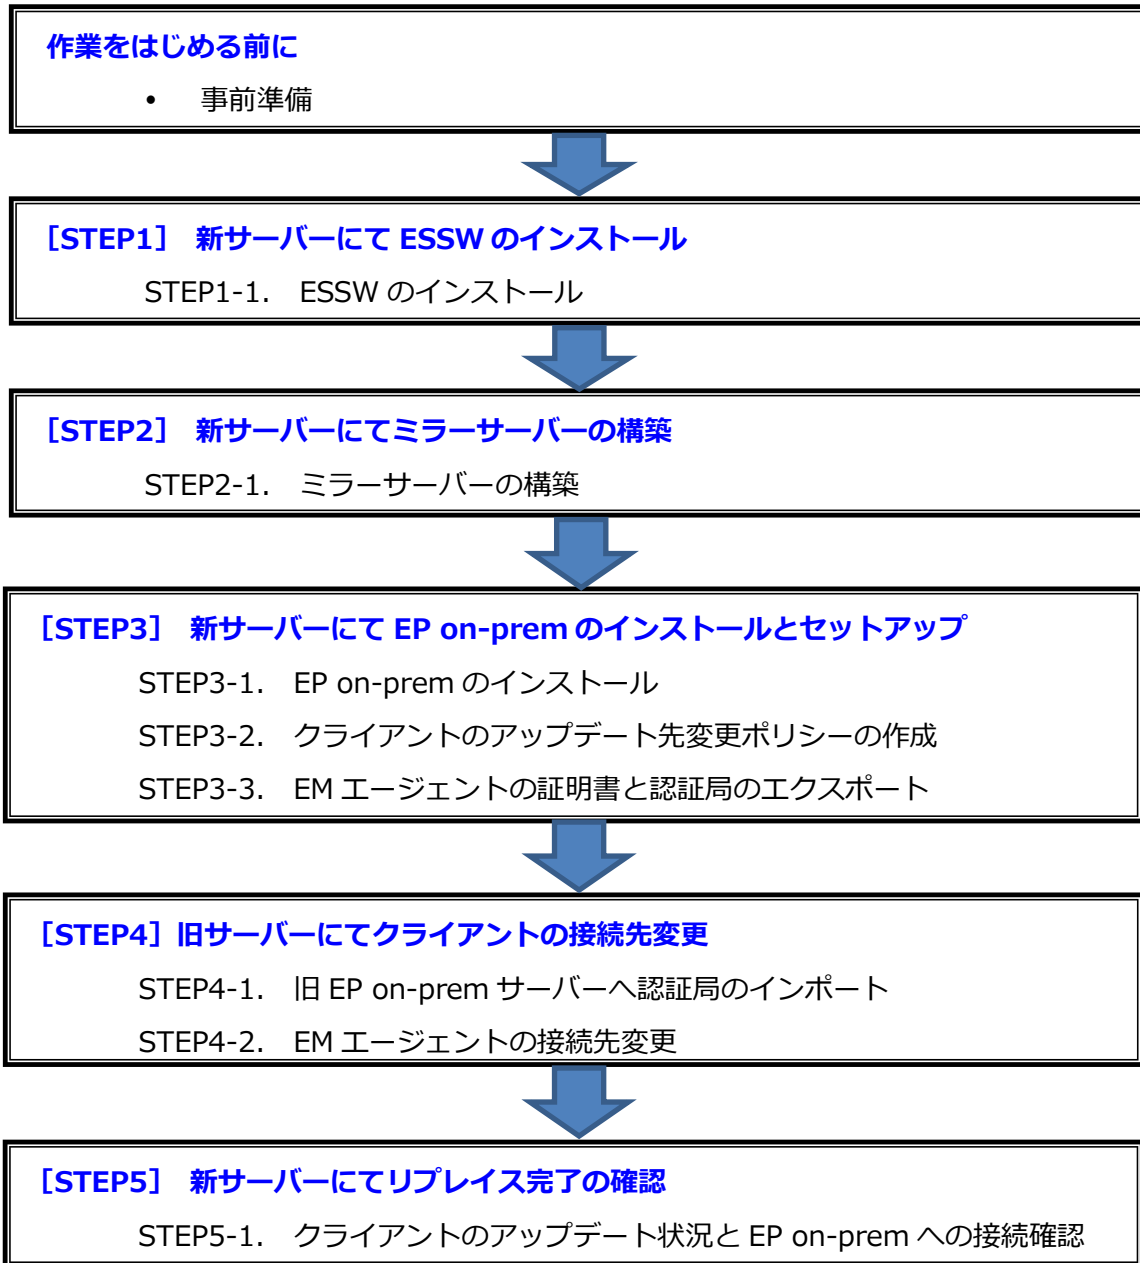 作業をはじめる前に
• 事前準備
［STEP1］ 新サーバーにて ESSW のインストール
STEP1-1. ESSW のインストール
［STEP2］ 新サーバーにてミラーサーバーの構築
STEP2-1. ミラーサーバーの構築
［STEP3］ 新サーバーにて EP on-prem のインストールとセットアップ
STEP3-1. EP on-prem のインストール
STEP3-2. クライアントのアップデート先変更ポリシーの作成
STEP3-3. EM エージェントの証明書と認証局のエクスポート
［STEP4］旧サーバーにてクライアントの接続先変更
STEP4-1. 旧 EP on-prem サーバーへ認証局のインポート
STEP4-2. EM エージェントの接続先変更
［STEP5］ 新サーバーにてリプレイス完了の確認
STEP5-1. クライアントのアップデート状況と EP on-prem への接続確認